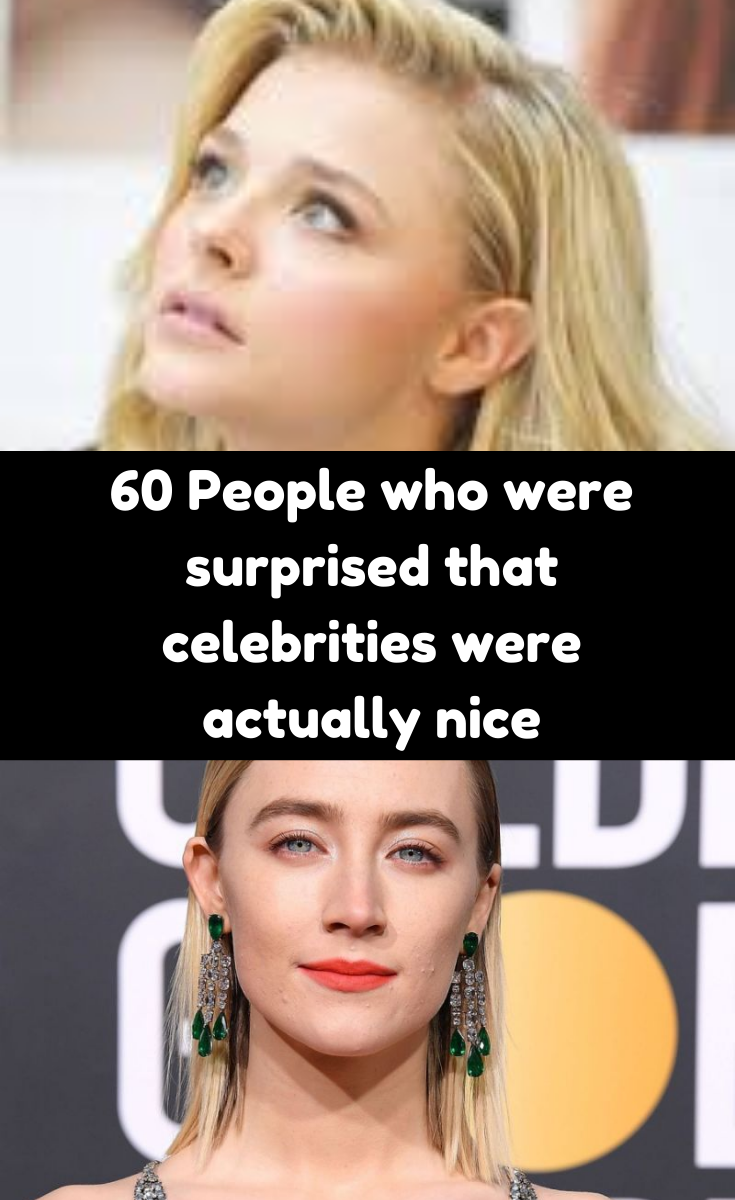 60 People who were
surprised that
celebrities were
actually nice